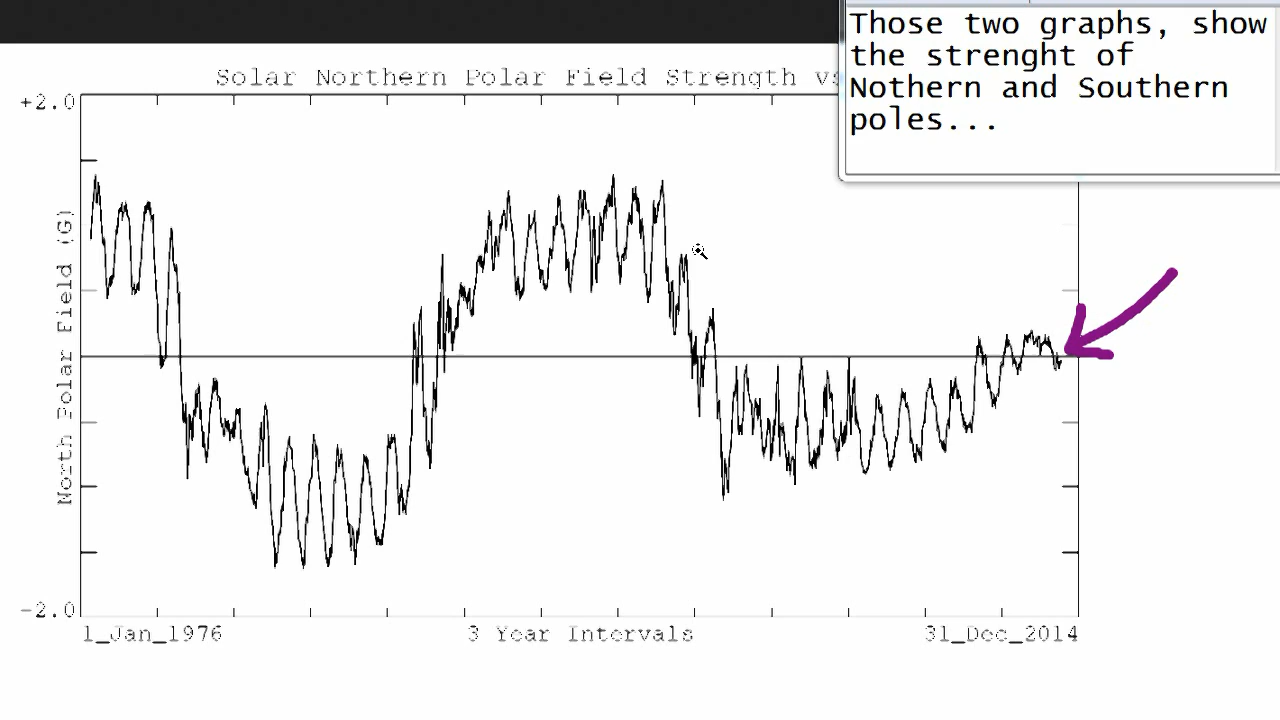 Those two graphs, show
the strenght of
Nothern and Southern
poles...
Solar Northern Polar Field Strength
+2.0
North Polar Field (G)
-2.0
1_Jan_1976
3 Year Intervals
31_Dec_2014